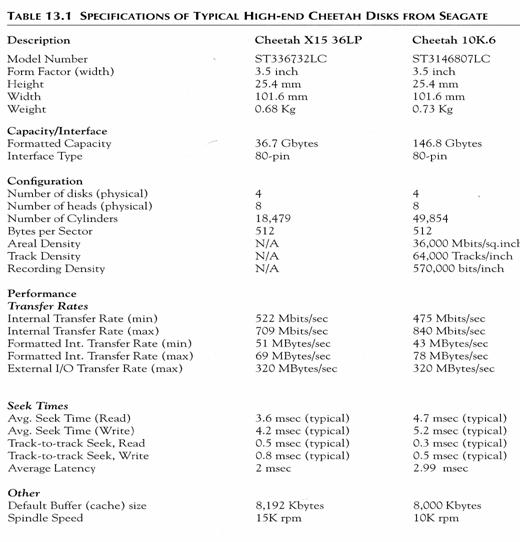 TABLE 13.1 SPECIFICATIONS OF TYPICAL HIGH-END CHEETAH DISKS FROM SEAGATE
Description Cheetah X15 36LP Cheetah 10K.6
Model Number ST336732LC ST3146807LC
Form Factor (width) 3.5 inch 3.5 inch
Height 25.4 mm 25.4 mm
Width 101.6 mm 101.6 mm
Weight 0.68 Kg 0.73 Kg
Capacity/Interface
Formatted Capacity 36.7 Gbytes 146.8 Gbytes
Interface Type 80-pin 80-pin
Configuration
Number of disks (physical) 4 4
Number of heads (physical) 8 8
Number of Cylinders 18,479 49,854
Bytes per Sector 512 512
Areal Density N/A 36,000 Mbits/sq.inch
Track Density N/A 64,000 Tracks/inch
Recording Density N/A 570,000 bits/inch
Performance
Transfer Rates
Internal Transfer Rate (min) 522 Mbits/sec 475 Mbits/sec
Internal Transfer Rate (max) 709 Mbits/sec 840 Mbits/sec
Formatted Int. Transfer Rate (min) 51 MBytes/sec 43 MBytes/sec
Formatted Int. Transfer Rate (max) 69 MBytes/sec 78 MBytes/sec
External I/O Transfer Rate (max) 320 MBytes/sec 320 MBytes/sec
Seek Times
Avg. Seek Time (Read) 3.6 msec (typical) 4.7 msec (typical)
Avg. Seek Time (Write) 4.2 msec (typical) 5.2 msec (typical)
Track-to-track Seek, Read 0.5 msec (typical) 0.3 msec (typical)
Track-to-track Seek, Write 0.8 msec (typical) 0.5 msec (typical)
Average Latency 2 msec 2.99 msec
Other
Default Buffer (cache) size 8,192 Kbytes 8,000 Kbytes
Spindle Speed 15K rpm 10K rpm